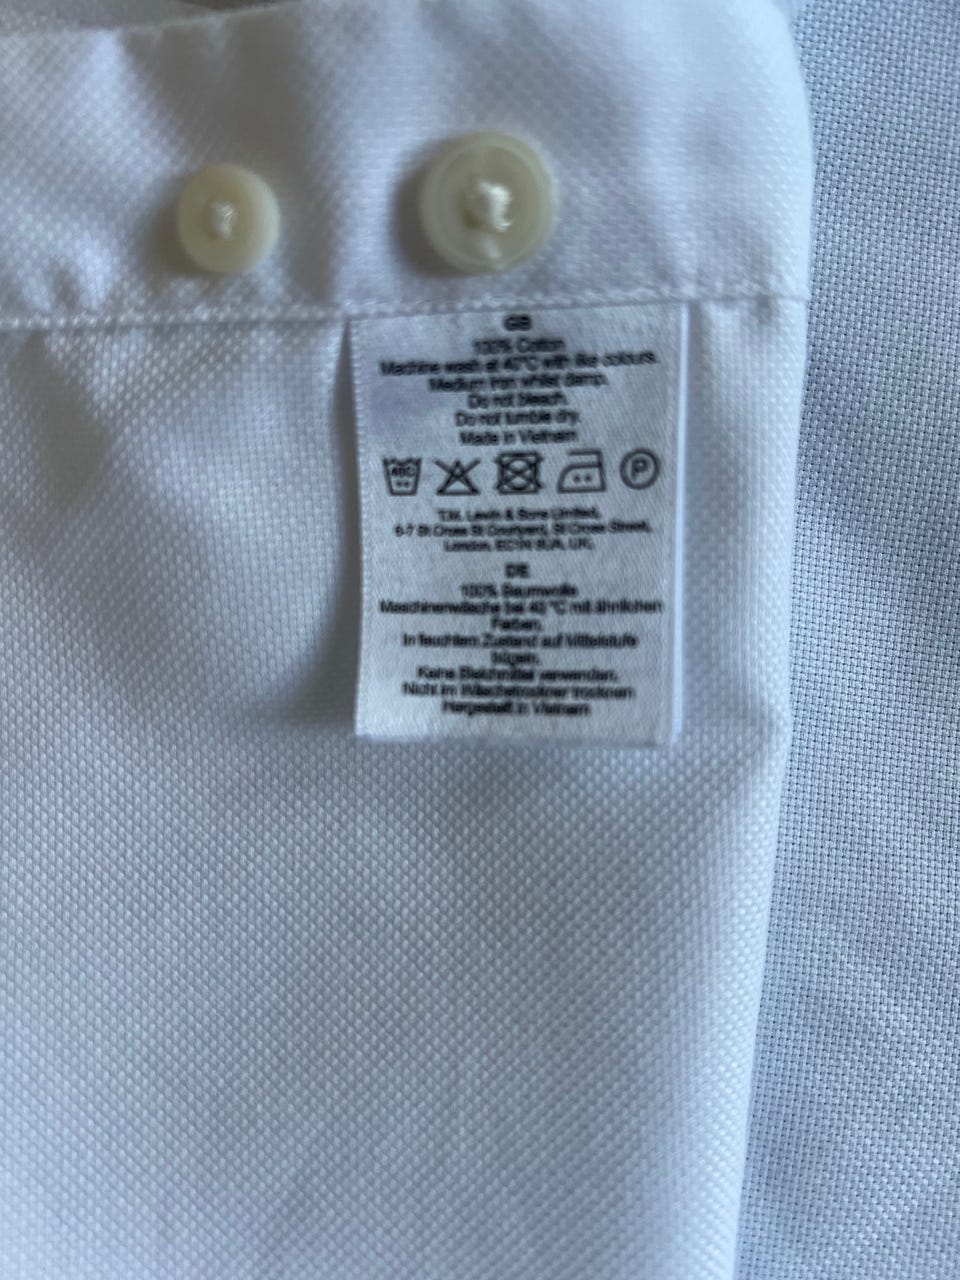 GB
100% Cotton
Machine wash at 40°C with like colours.
Medium iron whilst damp.
Do not bleach.
Do not tumble dry.
Made in Vietnam
40C
P
T.M. Lewin & Sons Limited,
6-7 St Cross St Courtyard, St Cross Street,
London, EC1N UK.
DE
100% Baumwolle
Maschinenwäsche bei 40 °C mit ähnlichen
Farben.
In feuchtem Zustand auf Mittelstufe
bügeln.
Keine Bleichmittel verwenden.
Nicht im Wäschetrockner trocknen
Hergestellt in Vietnam